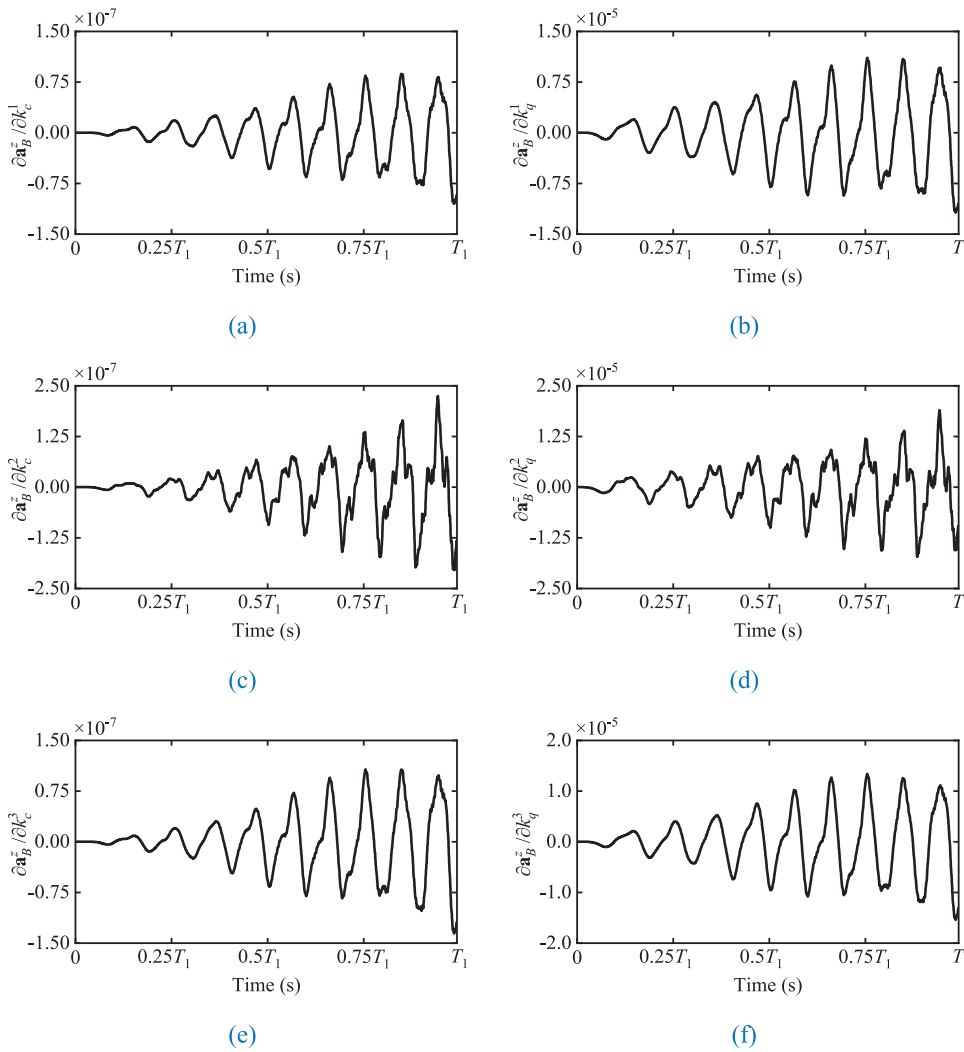 ×10⁻⁷
1.50
0.75
0.00
-0.75
-1.50
∂a_B^z/∂k_c^1
0 0.25T₁ 0.5T₁ 0.75T₁ T₁
Time (s)
(a)
×10⁻⁵
1.50
0.75
0.00
-0.75
-1.50
∂a_B^z/∂k_q^1
0 0.25T₁ 0.5T₁ 0.75T₁ T₁
Time (s)
(b)
×10⁻⁷
2.50
1.25
0.00
-1.25
-2.50
∂a_B^z/∂k_c^2
0 0.25T₁ 0.5T₁ 0.75T₁ T₁
Time (s)
(c)
×10⁻⁵
2.50
1.25
0.00
-1.25
-2.50
∂a_B^z/∂k_q^2
0 0.25T₁ 0.5T₁ 0.75T₁ T
Time (s)
(d)
×10⁻⁷
1.50
0.75
0.00
-0.75
-1.50
∂a_B^z/∂k_c^3
0 0.25T₁ 0.5T₁ 0.75T₁ T₁
Time (s)
(e)
×10⁻⁵
2.0
1.0
0.0
-1.0
-2.0
∂a_B^z/∂k_q^3
0 0.25T₁ 0.5T₁ 0.75T₁ T
Time (s)
(f)